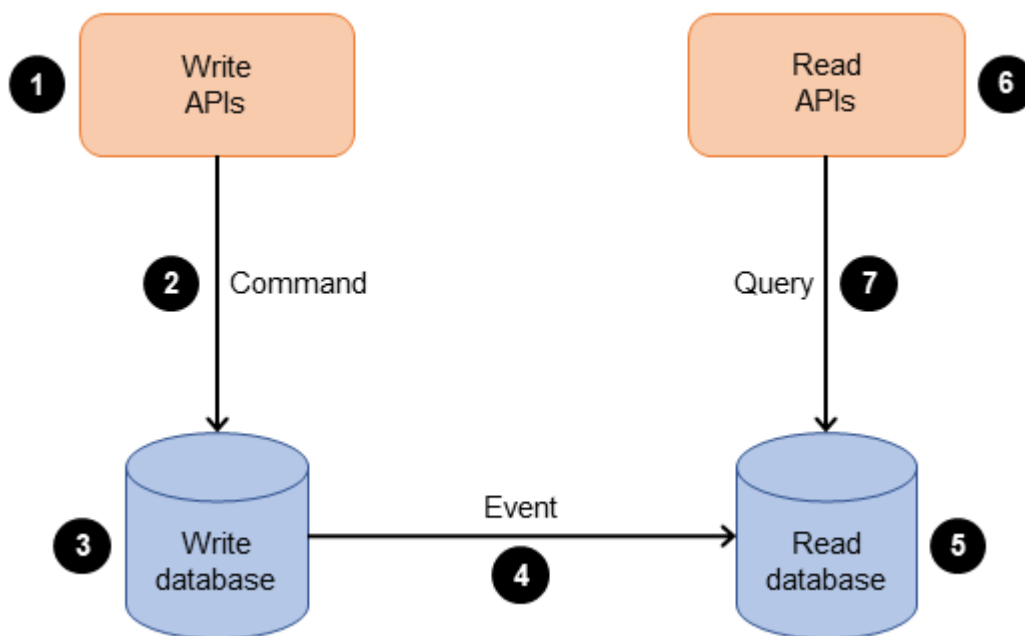 1
Write
APIs
Read
APIs
6
2
Command
Query
7
Event
3
Write
database
4
Read
database
5